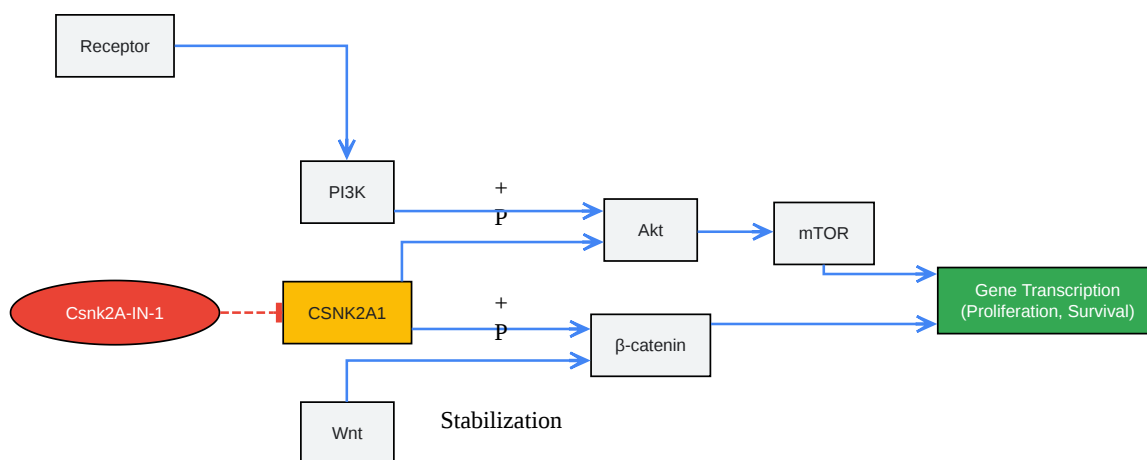 Receptor
PI3K
+
P
Akt
mTOR
Csnk2A-IN-1
CSNK2A1
+
P
β-catenin
Gene Transcription
(Proliferation, Survival)
Wnt
Stabilization